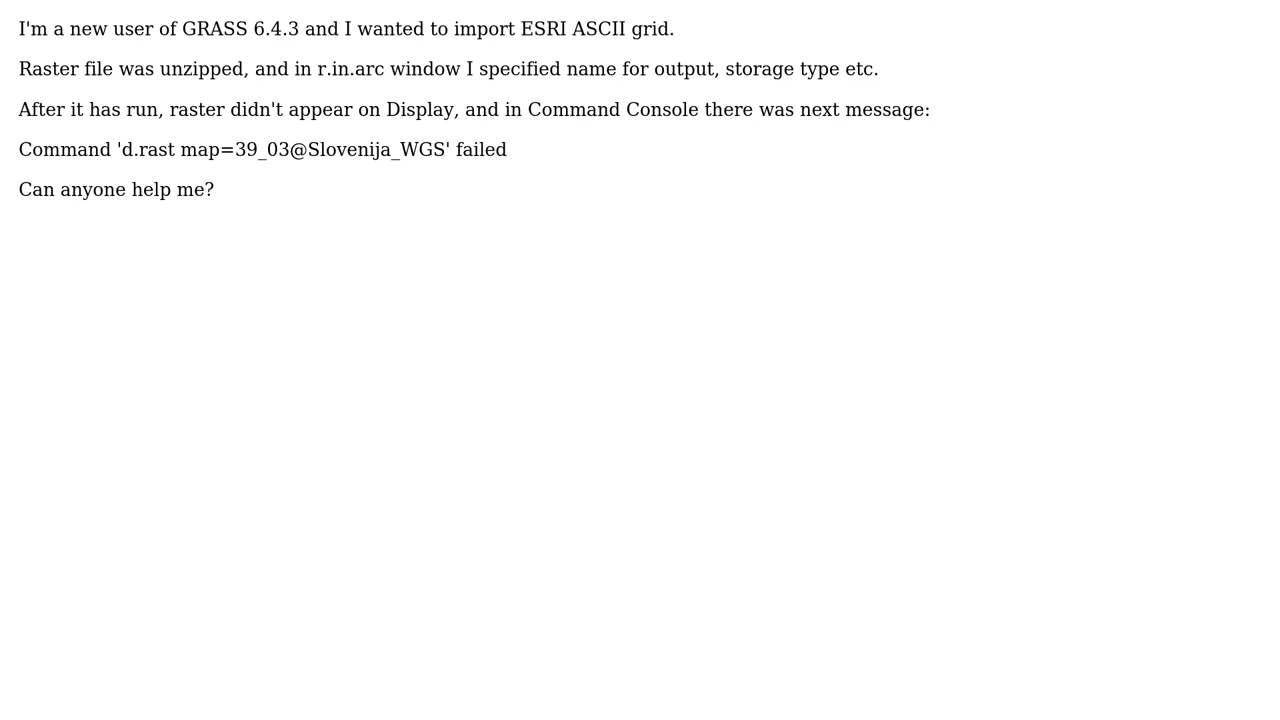 I'm a new user of GRASS 6.4.3 and I wanted to import ESRI ASCII grid.
Raster file was unzipped, and in r.in.arc window I specified name for output, storage type etc.
After it has run, raster didn't appear on Display, and in Command Console there was next message:
Command 'd.rast map=39_03@Slovenija_WGS' failed
Can anyone help me?